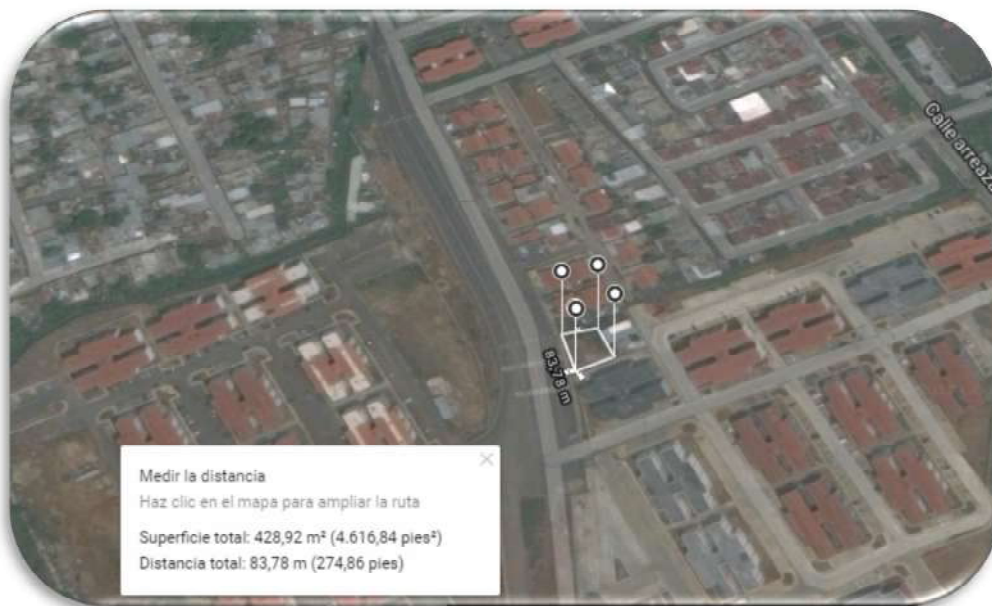 Calle arreaza
83,78 m
Medir la distancia
Haz clic en el mapa para ampliar la ruta
Superficie total: 428,92 m² (4.616,84 pies²)
Distancia total: 83,78 m (274,86 pies)